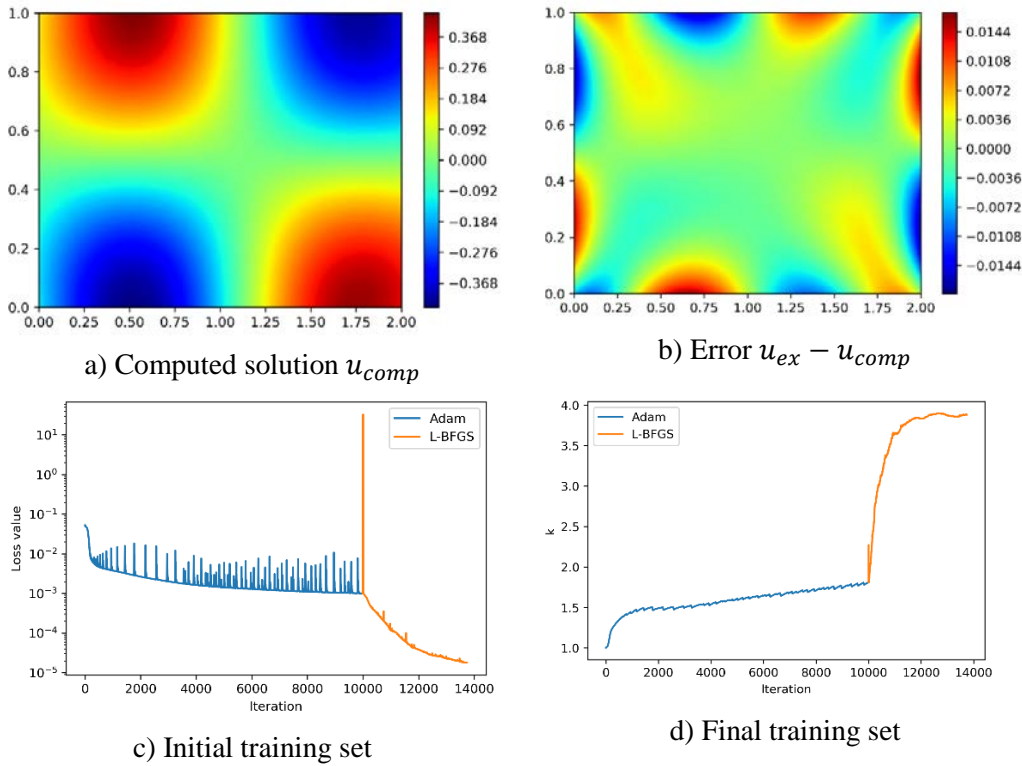 1.0
0.8
0.6
0.4
0.2
0.0
0.00 0.25 0.50 0.75 1.00 1.25 1.50 1.75 2.00
0.368
0.276
0.184
0.092
0.000
−0.092
−0.184
−0.276
−0.368
a) Computed solution u_comp
1.0
0.8
0.6
0.4
0.2
0.0
0.00 0.25 0.50 0.75 1.00 1.25 1.50 1.75 2.00
0.0144
0.0108
0.0072
0.0036
0.0000
−0.0036
−0.0072
−0.0108
−0.0144
b) Error u_ex − u_comp
Loss value
10^1
10^0
10^−1
10^−2
10^−3
10^−4
10^−5
Adam
L-BFGS
0 2000 4000 6000 8000 10000 12000 14000
Iteration
c) Initial training set
k
4.0
3.5
3.0
2.5
2.0
1.5
1.0
Adam
L-BFGS
0 2000 4000 6000 8000 10000 12000 14000
Iteration
d) Final training set